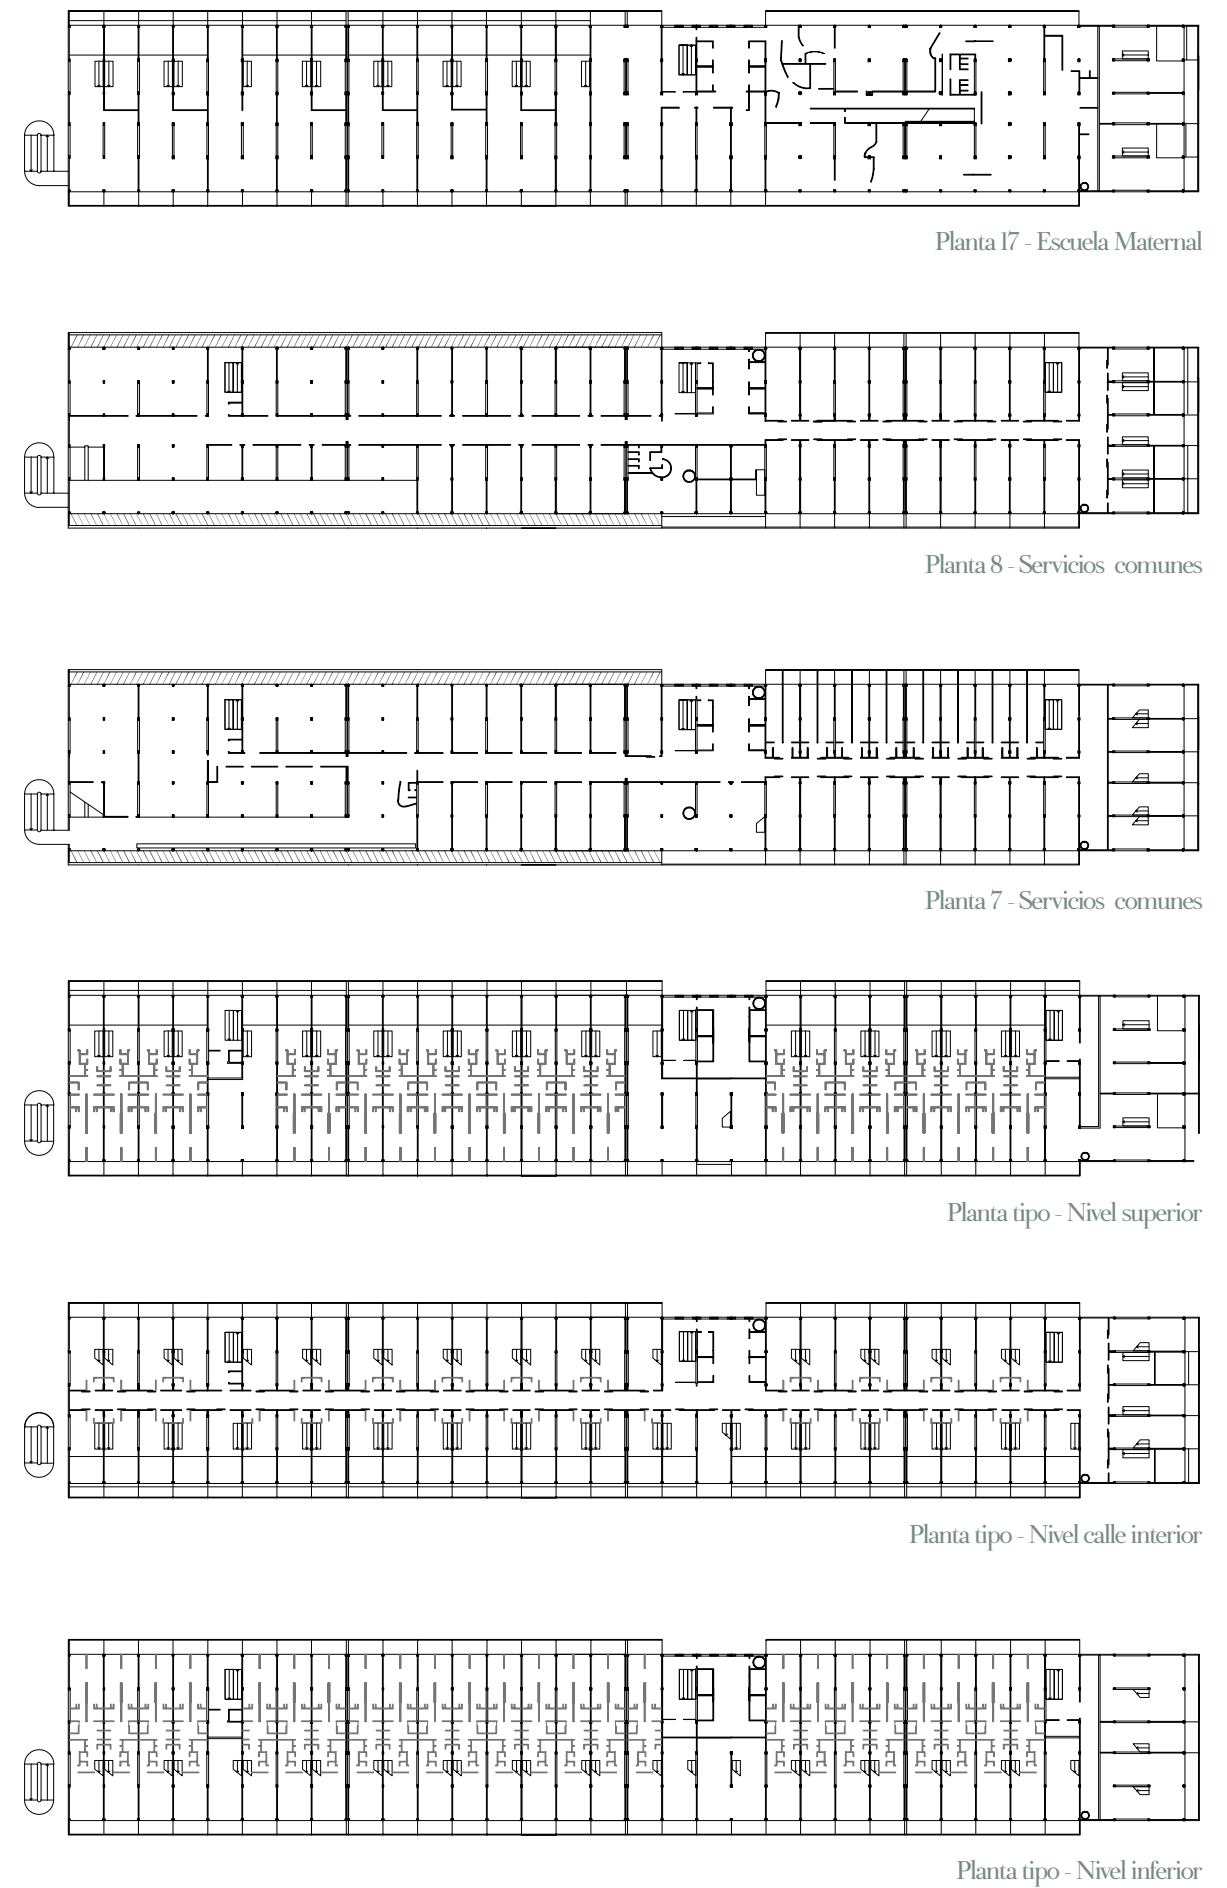 Planta 17 - Escuela Maternal
Planta 8 - Servicios comunes
Planta 7 - Servicios comunes
Planta tipo - Nivel superior
Planta tipo - Nivel calle interior
Planta tipo - Nivel inferior